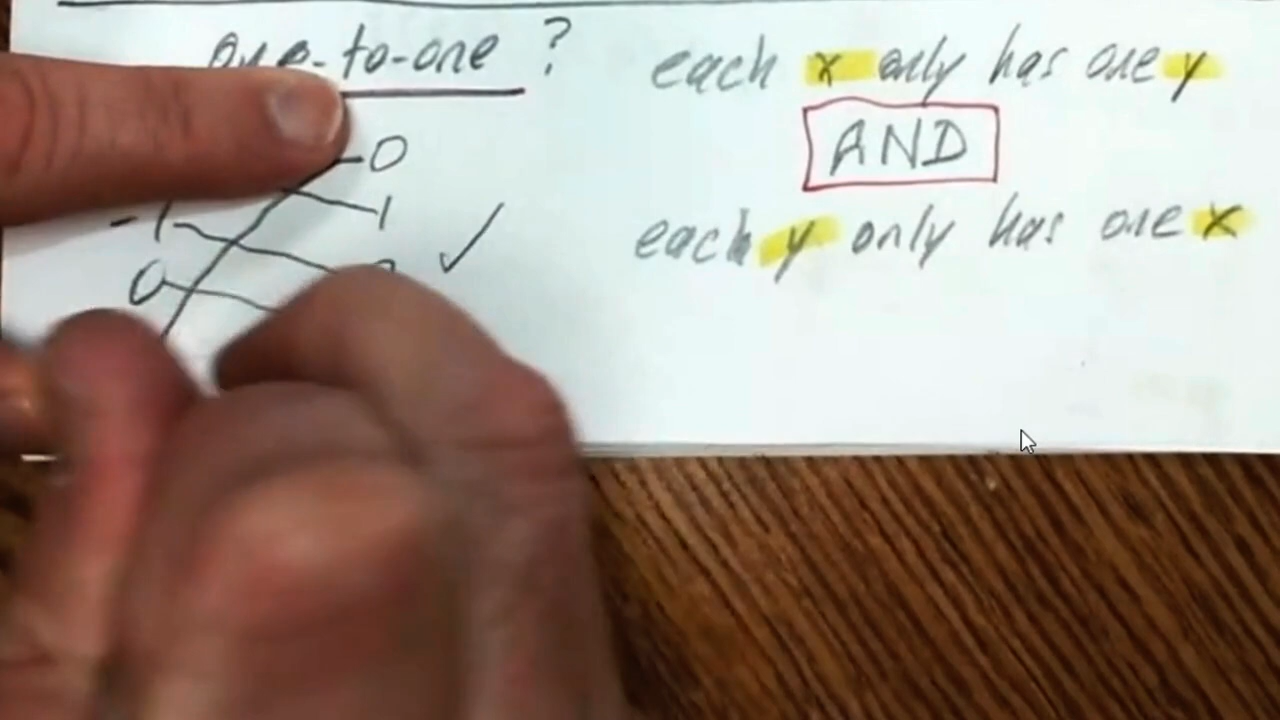 one-to-one ?
each x only has one y
AND
each y only has one x
0
-1 1
0